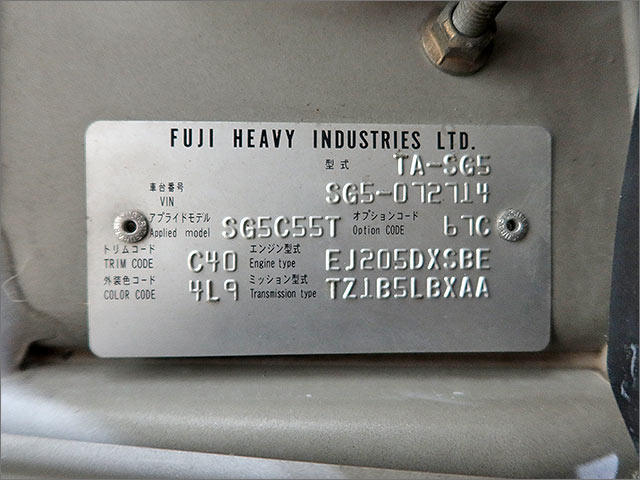 FUJI HEAVY INDUSTRIES LTD.
型式 TA-SG5
車台番号 VIN SG5-072714
アプライドモデル Applied model SG5C55T オプションコード Option CODE 67C
トリムコード TRIM CODE C40 エンジン型式 Engine type EJ205DXSBE
外装色コード COLOR CODE 4L9 ミッション型式 Transmission type TZ1B5LBXAA